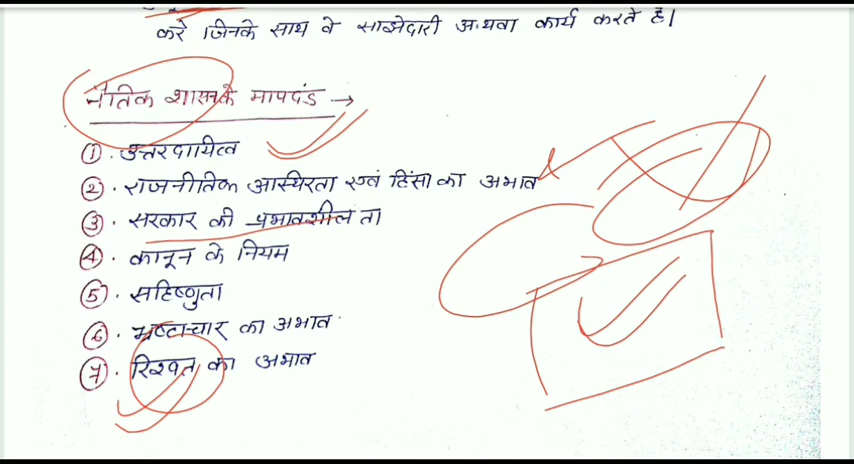 करे जिनके साथ वे साझेदारी अथवा कार्य करते है।
नैतिक शासन के मापदंड →
① . उत्तरदायित्व
② . राजनीतिक अस्थिरता एवं हिंसा का अभाव
③ . सरकार की प्रभावशीलता
④ . कानून के नियम
⑤ . सहिष्णुता
⑥ . भ्रष्टाचार का अभाव
⑦ . रिश्वत का अभाव